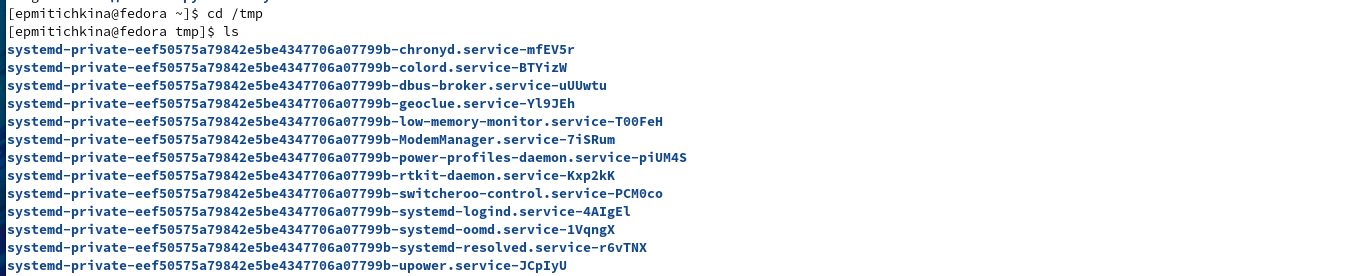 [epmitichkina@fedora ~]$ cd /tmp
[epmitichkina@fedora tmp]$ ls
systemd-private-eef50575a79842e5be4347706a07799b-chronyd.service-mfEV5r
systemd-private-eef50575a79842e5be4347706a07799b-colord.service-BTYizW
systemd-private-eef50575a79842e5be4347706a07799b-dbus-broker.service-uUUwtu
systemd-private-eef50575a79842e5be4347706a07799b-geoclue.service-Yl9JEh
systemd-private-eef50575a79842e5be4347706a07799b-low-memory-monitor.service-T00FeH
systemd-private-eef50575a79842e5be4347706a07799b-ModemManager.service-7iSRum
systemd-private-eef50575a79842e5be4347706a07799b-power-profiles-daemon.service-piUM4S
systemd-private-eef50575a79842e5be4347706a07799b-rtkit-daemon.service-Kxp2kK
systemd-private-eef50575a79842e5be4347706a07799b-switcheroo-control.service-PCM0co
systemd-private-eef50575a79842e5be4347706a07799b-systemd-logind.service-4AIgEl
systemd-private-eef50575a79842e5be4347706a07799b-systemd-oomd.service-1VqngX
systemd-private-eef50575a79842e5be4347706a07799b-systemd-resolved.service-r6vTNX
systemd-private-eef50575a79842e5be4347706a07799b-upower.service-JCpIyU